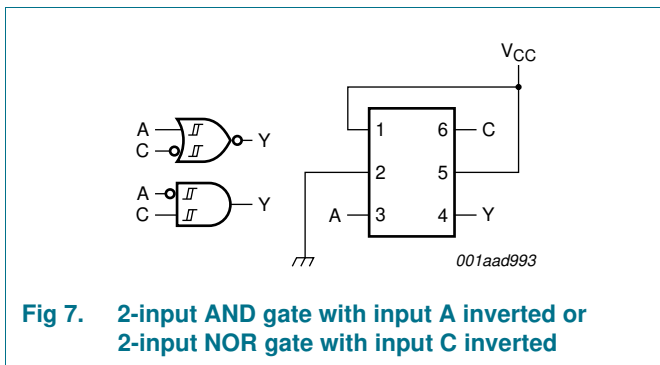 VCC
A
C
Y
A
C
Y
1
6
C
2
5
A
3
4
Y
001aad993
Fig 7. 2-input AND gate with input A inverted or
2-input NOR gate with input C inverted